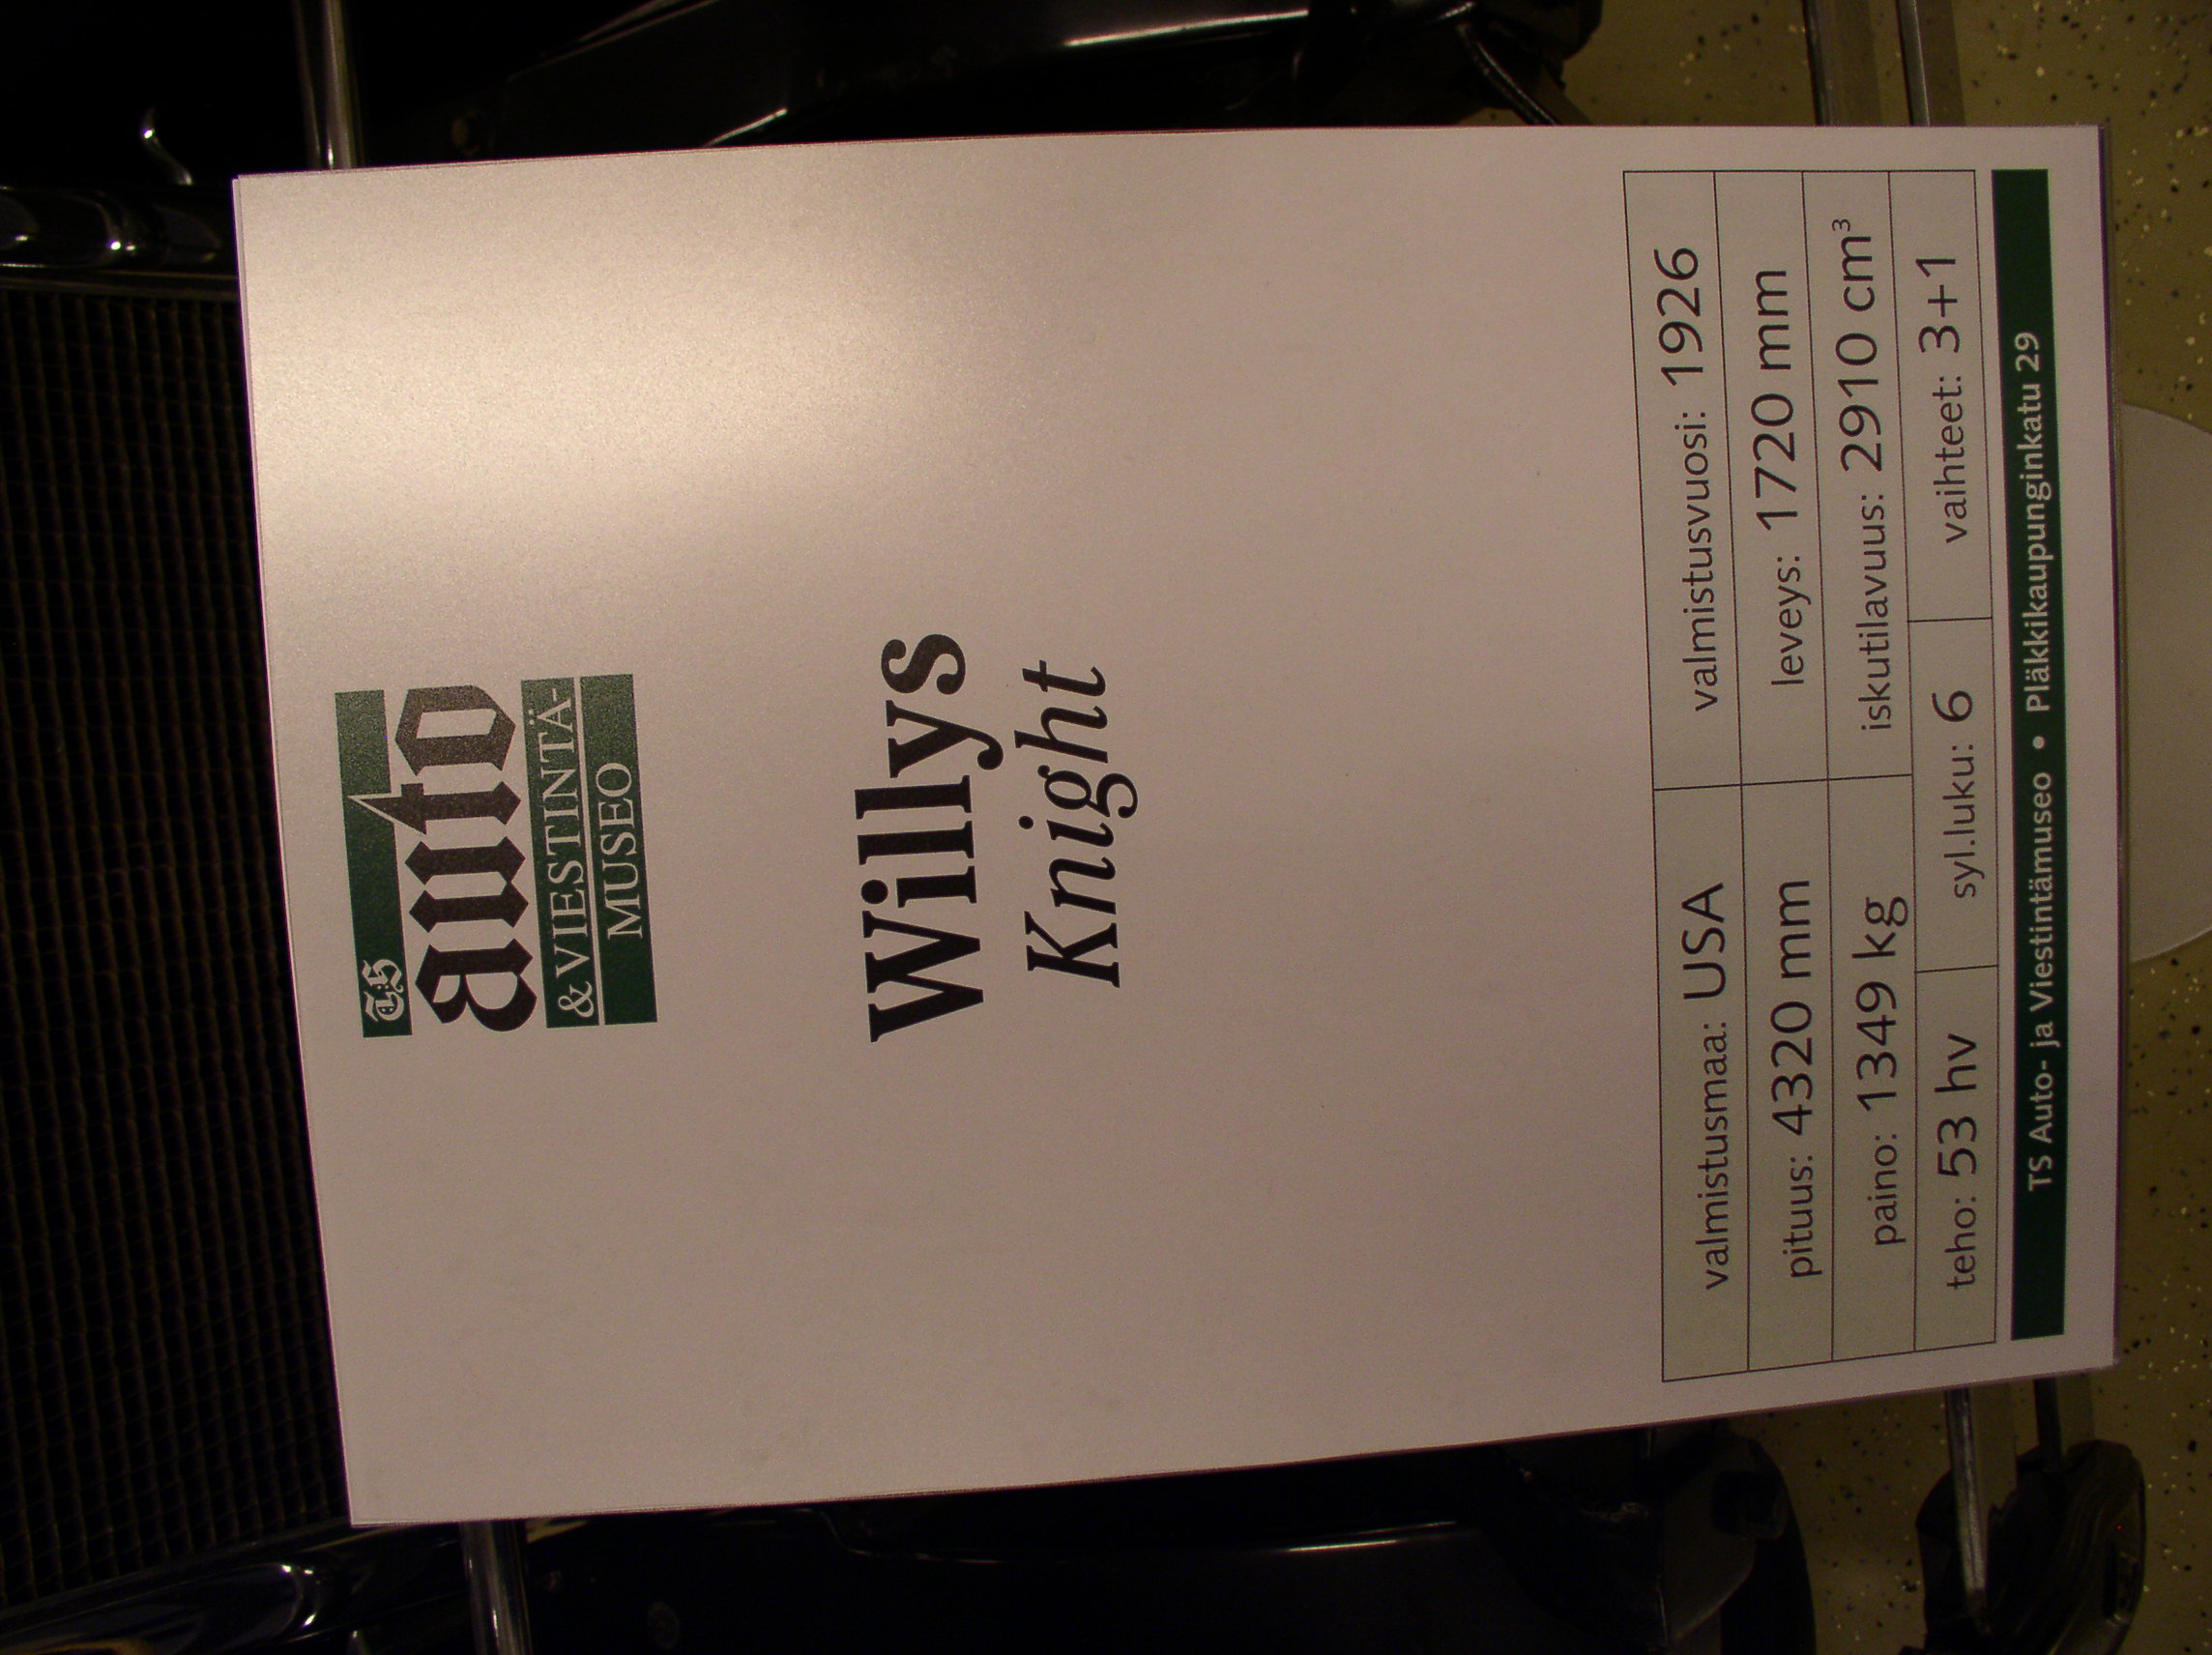 TS
auto
& VIESTINTÄ-
MUSEO
Willys
Knight
valmistusmaa: USA valmistusvuosi: 1926
pituus: 4320 mm leveys: 1720 mm
paino: 1349 kg iskutilavuus: 2910 cm³
teho: 53 hv syl.luku: 6 vaihteet: 3+1
TS Auto- ja Viestintämuseo • Pläkkikaupunginkatu 29